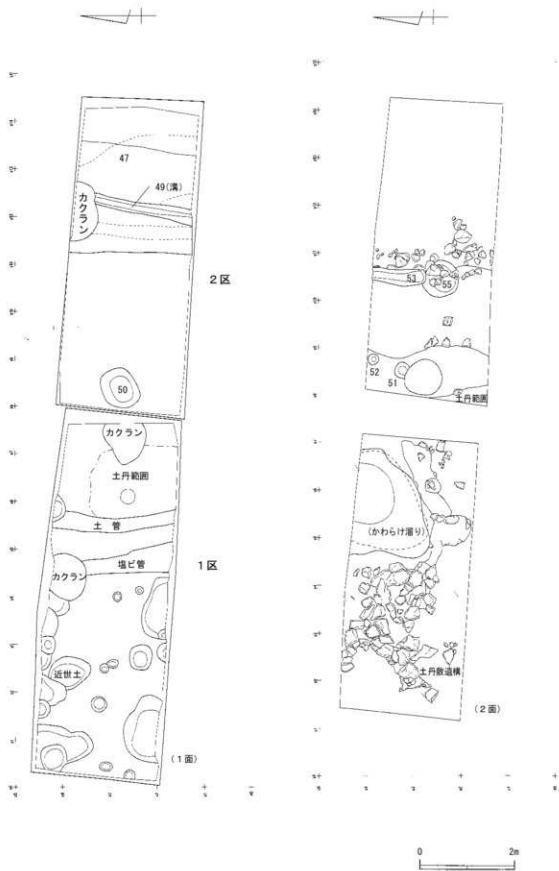 47
49(溝)
カクラン
2区
50
カクラン
土丹範囲
土管
塩ビ管
1区
カクラン
近世土
(1面)
53
55
52
51
土丹範囲
(かわらけ溜り)
土丹敷遺構
(2面)
0 2m